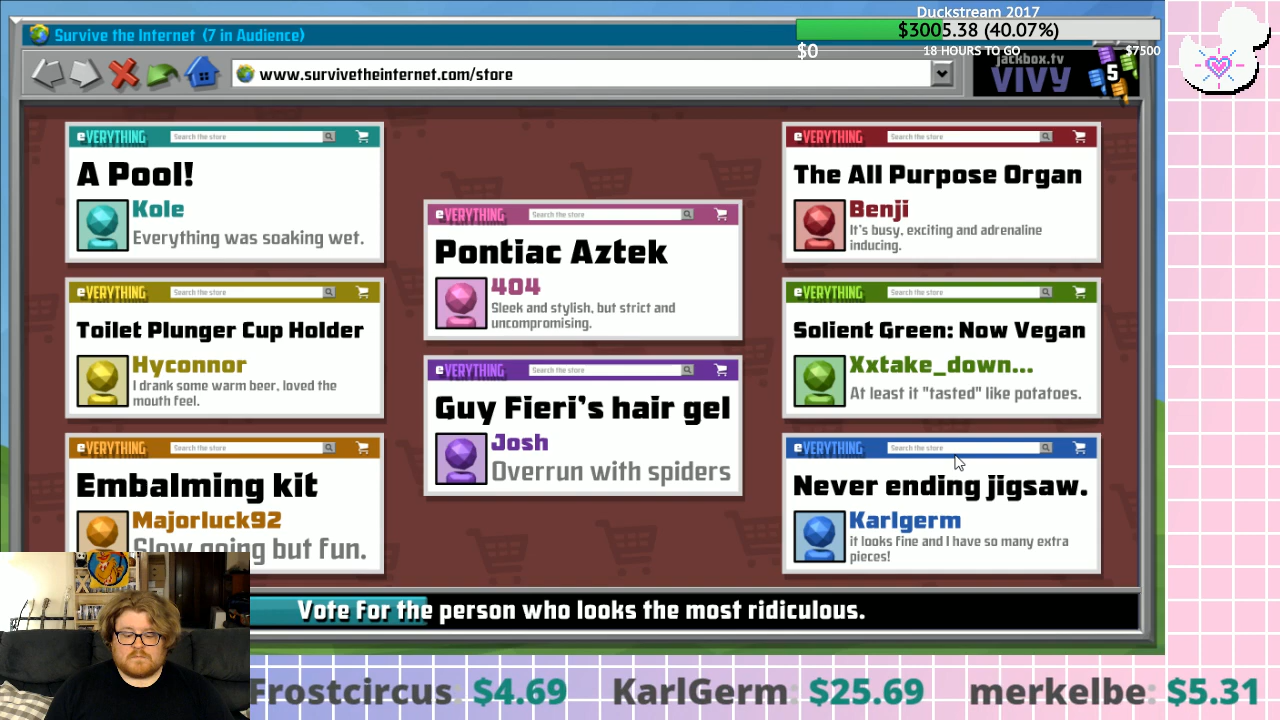 Duckstream 2017
$3005.38 (40.07%)
$0
18 HOURS TO GO
$7500
Survive the Internet (7 in Audience)
www.survivetheinternet.com/store
jackbox.tv
VIVY
5
eVERYTHING
Search the store
A Pool!
Kole
Everything was soaking wet.
eVERYTHING
Search the store
Toilet Plunger Cup Holder
Hyconnor
I drank some warm beer, loved the
mouth feel.
eVERYTHING
Search the store
Embalming kit
Majorluck92
Slow going but fun.
eVERYTHING
Search the store
Pontiac Aztek
404
Sleek and stylish, but strict and
uncompromising.
eVERYTHING
Search the store
Guy Fieri's hair gel
Josh
Overrun with spiders
eVERYTHING
Search the store
The All Purpose Organ
Benji
It's busy, exciting and adrenaline
inducing.
eVERYTHING
Search the store
Solient Green: Now Vegan
Xxtake_down...
At least it "tasted" like potatoes.
eVERYTHING
Search the store
Never ending jigsaw.
Karlgerm
it looks fine and I have so many extra
pieces!
Vote for the person who looks the most ridiculous.
Frostcircus $4.69 KarlGerm: $25.69 merkelbe: $5.31